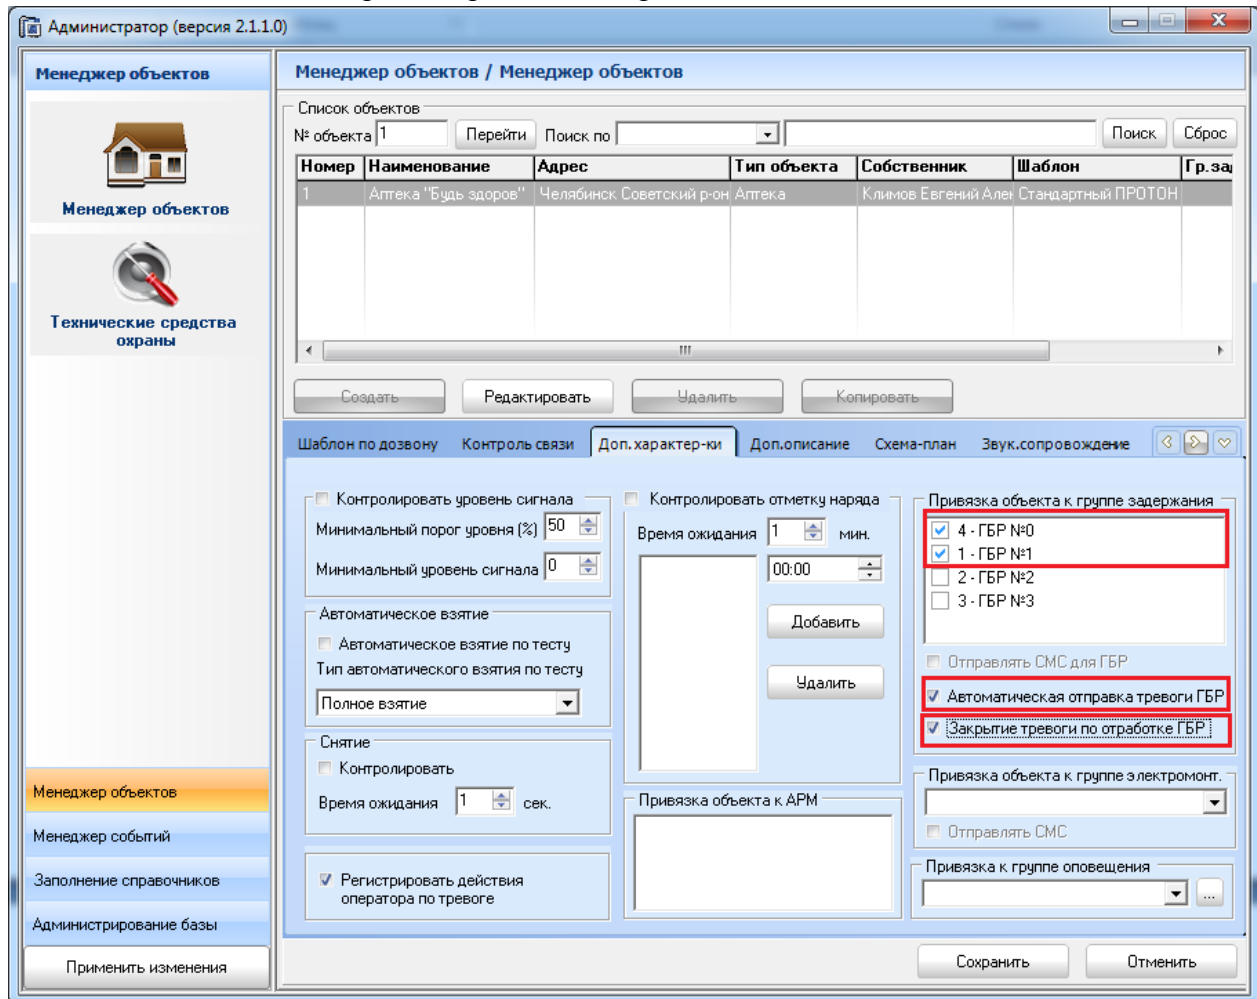 Администратор (версия 2.1.1.0)
Менеджер объектов
Менеджер объектов
Технические средства
охраны
Менеджер объектов
Менеджер событий
Заполнение справочников
Администрирование базы
Применить изменения
Менеджер объектов / Менеджер объектов
Список объектов
№ объекта 1 Перейти Поиск по Поиск Сброс
Номер Наименование Адрес Тип объекта Собственник Шаблон Гр.зад
1 Аптека "Будь здоров" Челябинск Советский р-он Аптека Климов Евгений Алек Стандартный ПРОТОН
Создать Редактировать Удалить Копировать
Шаблон по дозвону Контроль связи Доп.характер-ки Доп.описание Схема-план Звук.сопровождение
Контролировать уровень сигнала
Минимальный порог уровня (%) 50
Минимальный уровень сигнала 0
Автоматическое взятие
Автоматическое взятие по тесту
Тип автоматического взятия по тесту
Полное взятие
Снятие
Контролировать
Время ожидания 1 сек.
Регистрировать действия
оператора по тревоге
Контролировать отметку наряда
Время ожидания 1 мин.
00:00
Добавить
Удалить
Привязка объекта к АРМ
Привязка объекта к группе задержания
4 - ГБР №0
1 - ГБР №1
2 - ГБР №2
3 - ГБР №3
Отправлять СМС для ГБР
Автоматическая отправка тревоги ГБР
Закрытие тревоги по отработке ГБР
Привязка объекта к группе электромонт.
Отправлять СМС
Привязка к группе оповещения
...
Сохранить Отменить